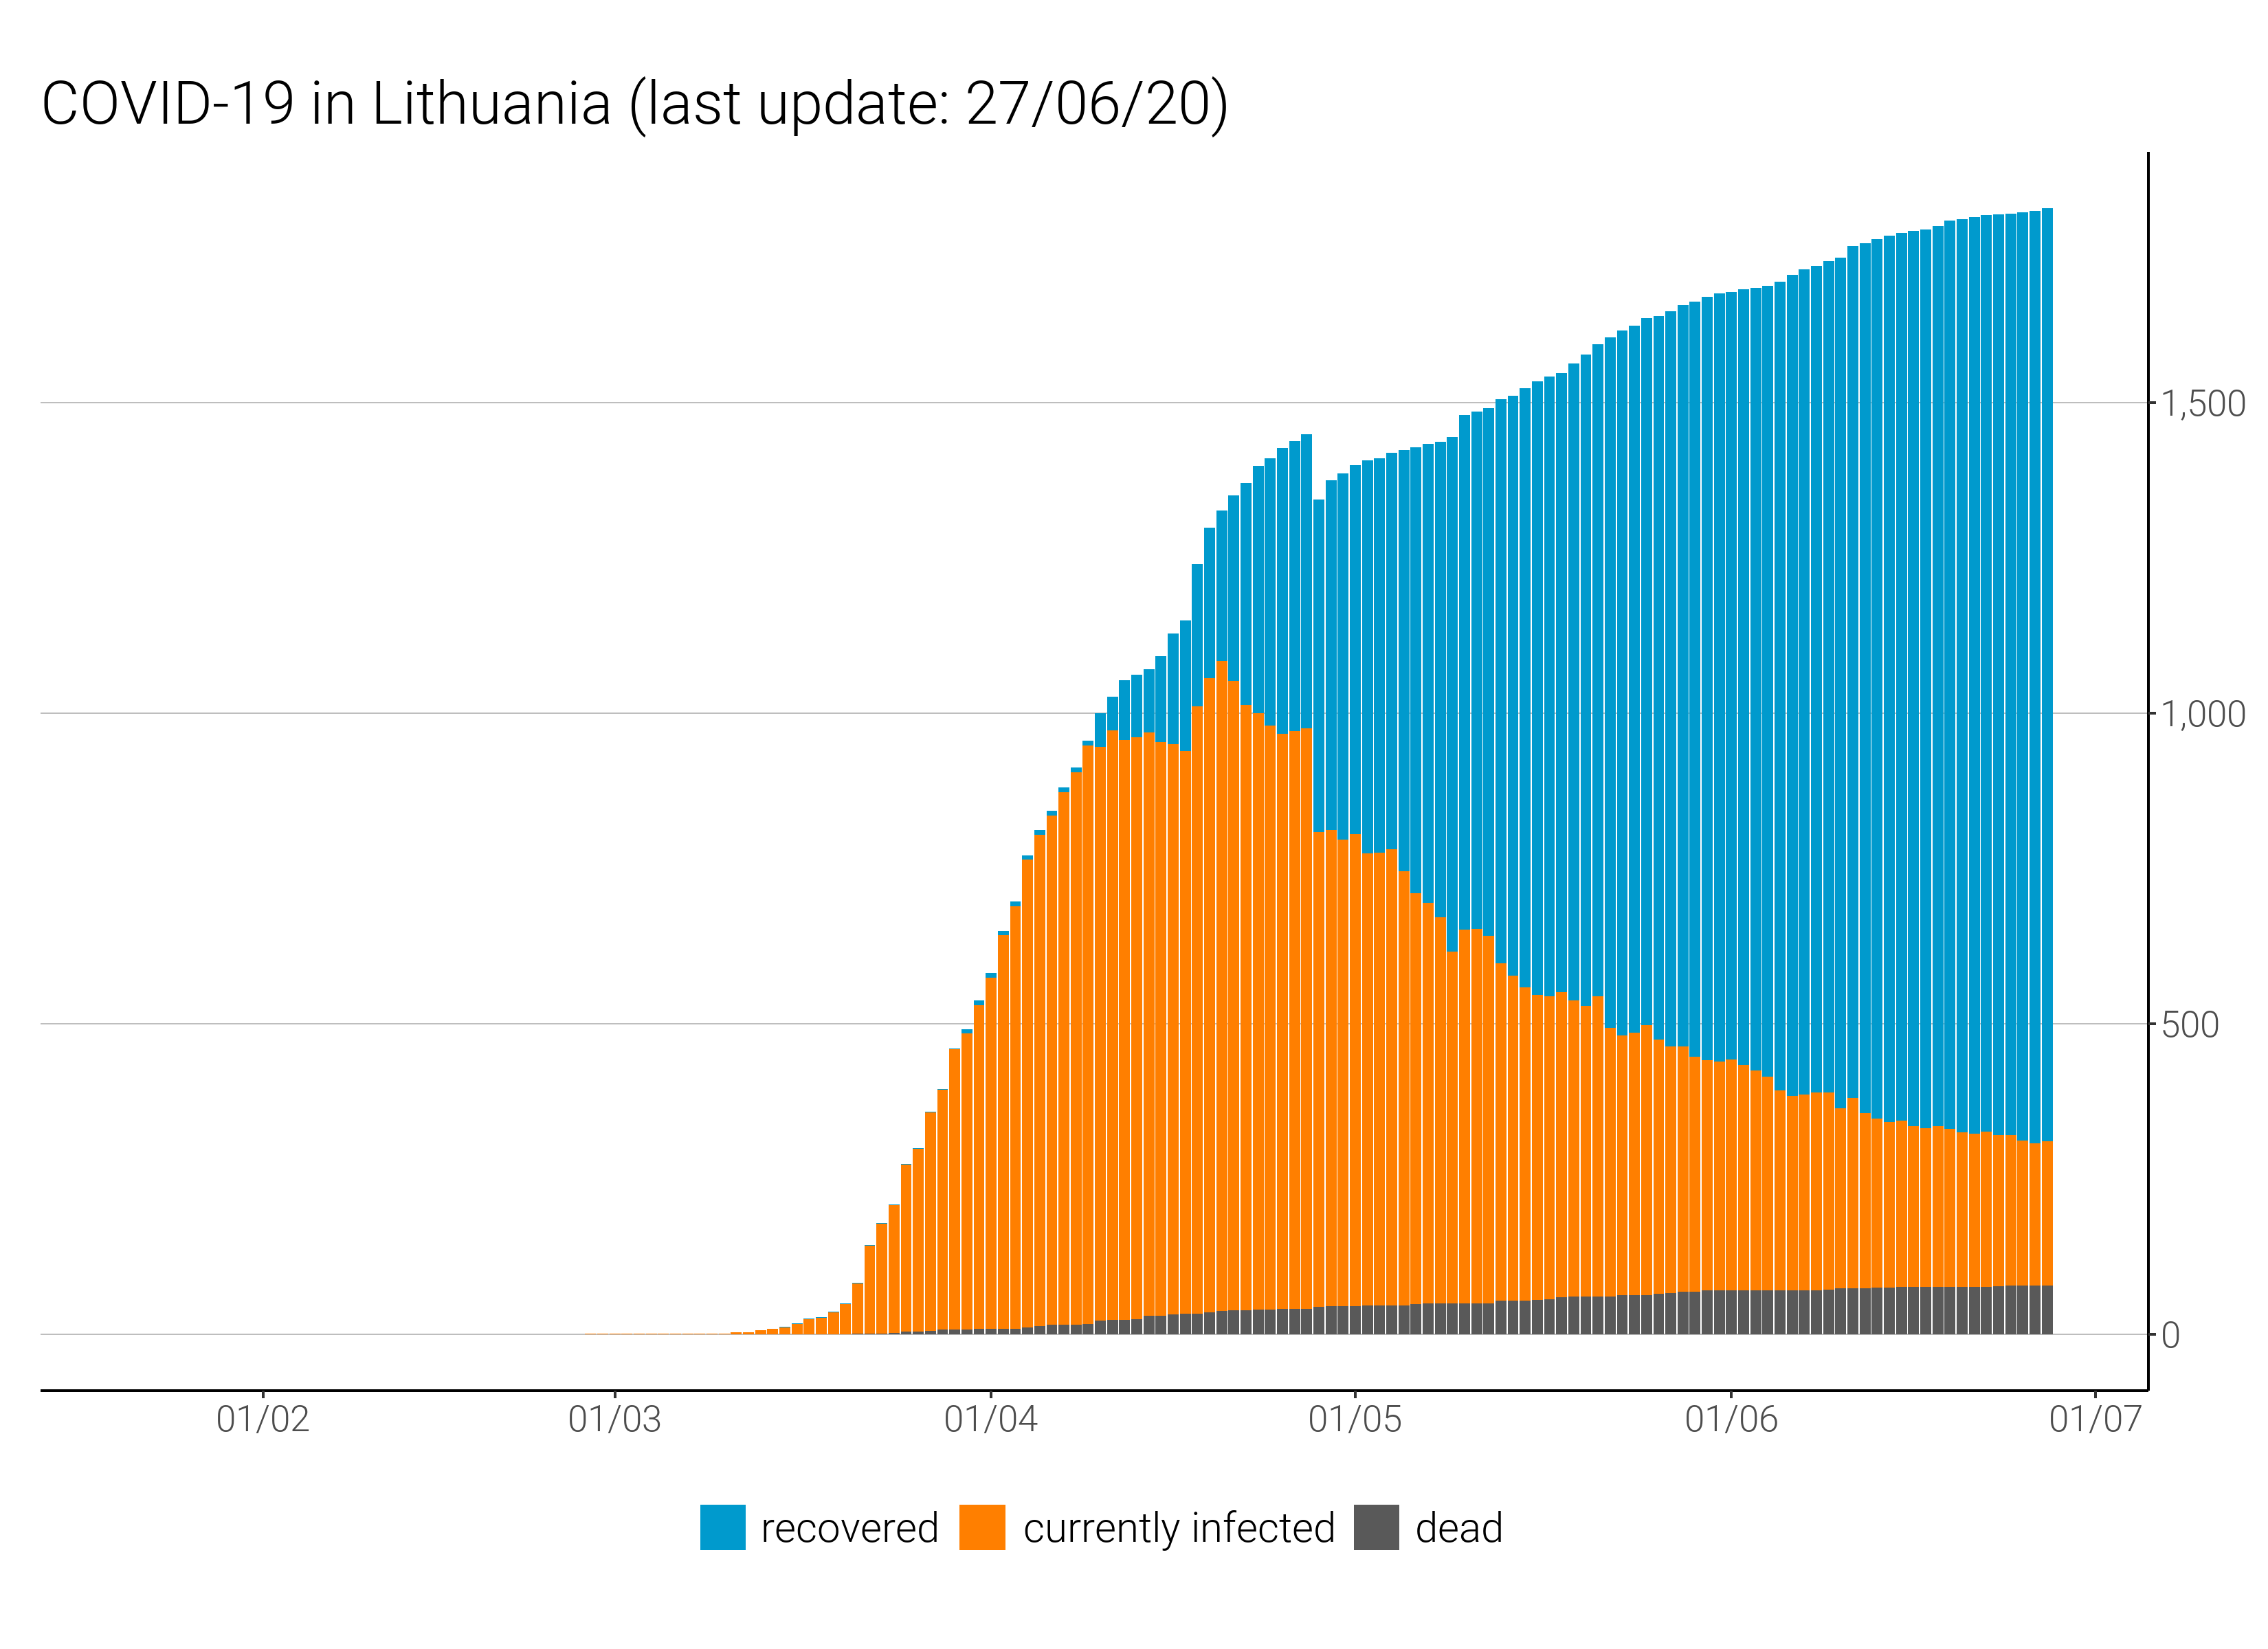 COVID-19 in Lithuania (last update: 27/06/20)
1,500
1,000
500
0
01/02 01/03 01/04 01/05 01/06 01/07
recovered currently infected dead